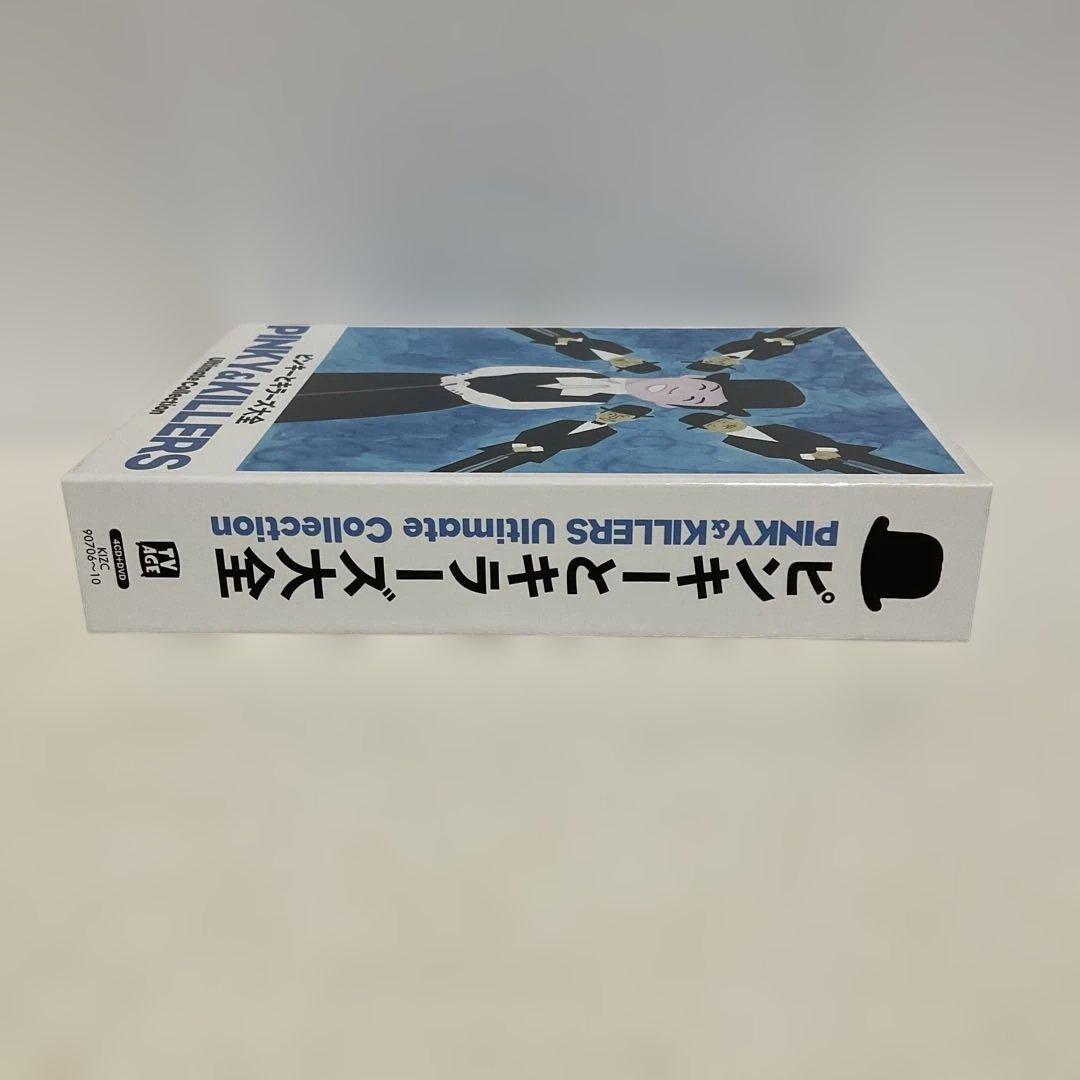 PINKY&KILLERS
Ultimate Collection
ピンキーとキラーズ大全
ピンキーとキラーズ大全
PINKY&KILLERS Ultimate Collection
TV
AGE
4CD+DVD
KIZC
90706〜10